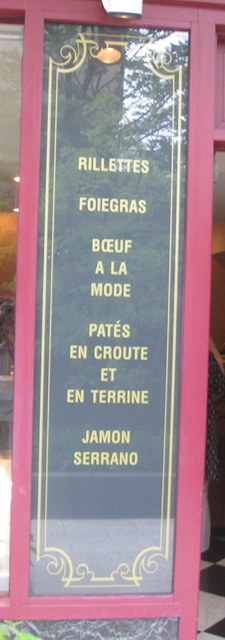 RILLETTES
FOIEGRAS
BŒUF
A LA
MODE
PATÉS
EN CROUTE
ET
EN TERRINE
JAMON
SERRANO